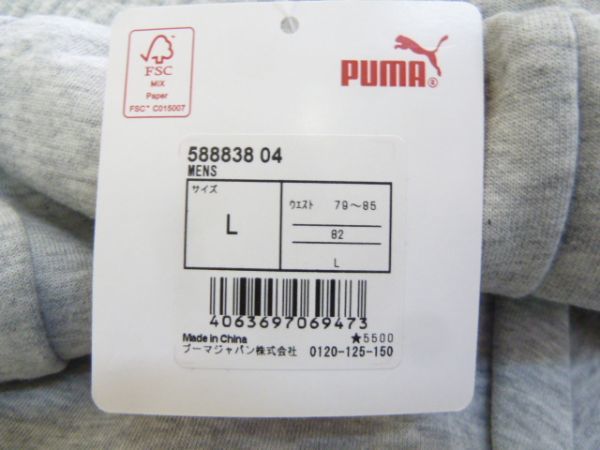 FSC
MIX
Paper
FSC™ C015007
PUMA®
588838 04
MENS
サイズ
L
ウエスト 79～85
82
L
4063697069473
Made in China
★5500
プーマジャパン株式会社 0120-125-150